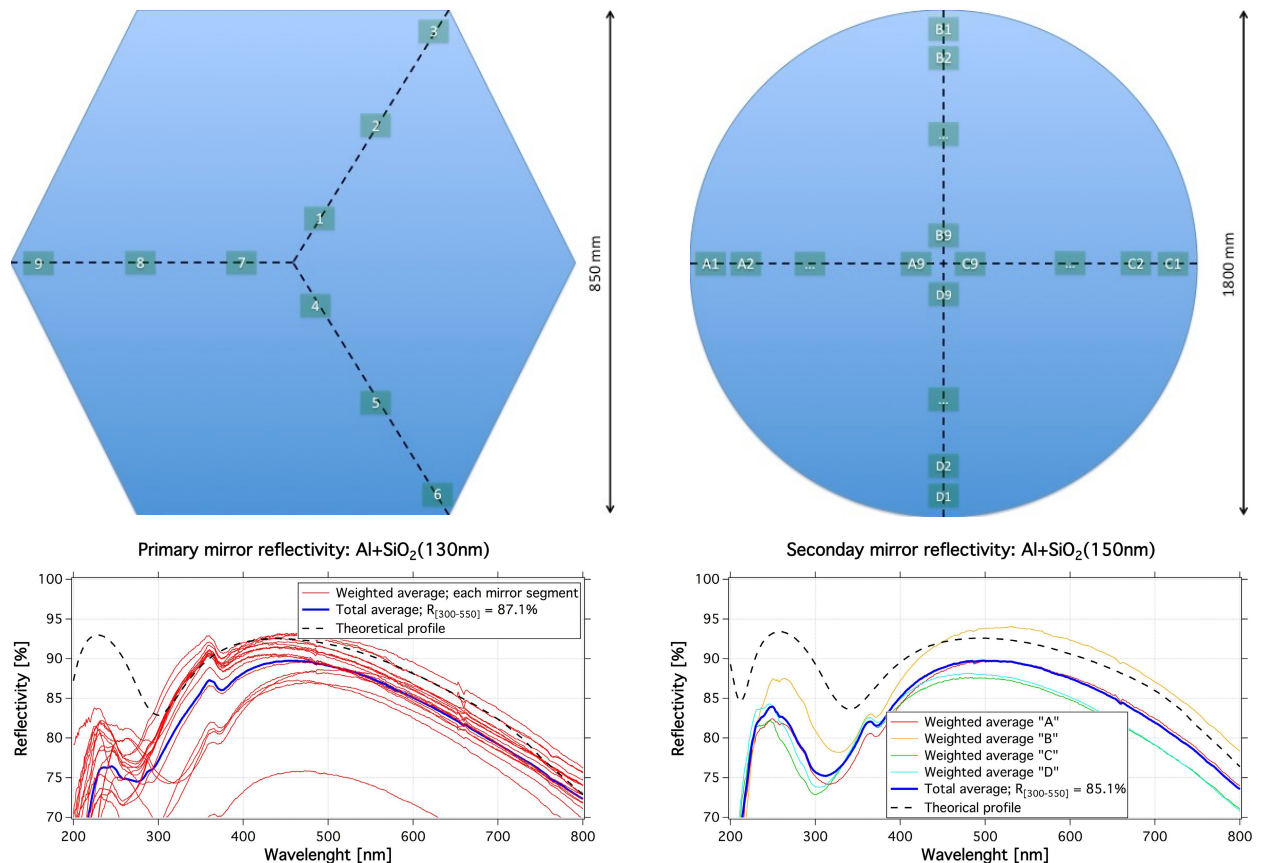 3
2
1
9
8
7
4
5
6
850 mm
B1
B2
...
B9
A1
A2
...
A9
C9
...
C2
C1
D9
...
D2
D1
1800 mm
Primary mirror reflectivity: Al+SiO2(130nm)
Reflectivity [%]
100
95
90
85
80
75
70
Weighted average; each mirror segment
Total average; R[300-550] = 87.1%
Theoretical profile
200 300 400 500 600 700 800
Wavelenght [nm]
Seconday mirror reflectivity: Al+SiO2(150nm)
Reflectivity [%]
100
95
90
85
80
75
70
Weighted average "A"
Weighted average "B"
Weighted average "C"
Weighted average "D"
Total average; R[300-550] = 85.1%
Theorical profile
200 300 400 500 600 700 800
Wavelenght [nm]